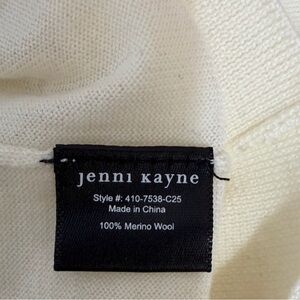 jenni kayne
Style #: 410-7538-C25
Made in China
100% Merino Wool